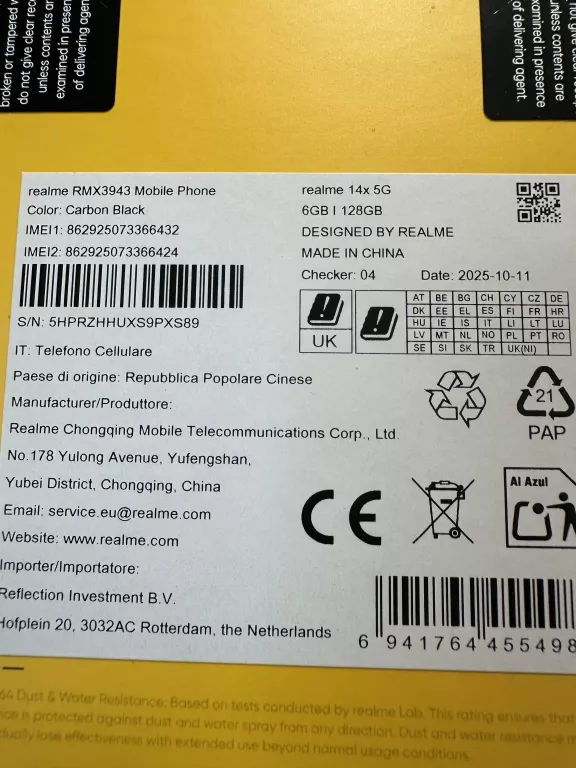 broken or tampered w
do not give clear rec
unless contents are
examined in presence
of delivering agent.
unless contents are
examined in presence
of delivering agent.
realme RMX3943 Mobile Phone
Color: Carbon Black
IMEI1: 862925073366432
IMEI2: 862925073366424
S/N: 5HPRZHHUXS9PXS89
realme 14x 5G
6GB I 128GB
DESIGNED BY REALME
MADE IN CHINA
Checker: 04 Date: 2025-10-11
UK
AT BE BG CH CY CZ DE
DK EE EL ES FI FR HR
HU IE IS IT LI LT LU
LV MT NL NO PL PT RO
SE SI SK TR UK(NI)
IT: Telefono Cellulare
Paese di origine: Repubblica Popolare Cinese
Manufacturer/Produttore:
Realme Chongqing Mobile Telecommunications Corp., Ltd.
No.178 Yulong Avenue, Yufengshan,
Yubei District, Chongqing, China
Email: service.eu@realme.com
Website: www.realme.com
Importer/Importatore:
Reflection Investment B.V.
Hofplein 20, 3032AC Rotterdam, the Netherlands
21
PAP
CE
Al Azul
6 941764 455498
64 Dust & Water Resistance: Based on tests conducted by realme Lab. This rating ensures that
ce is protected against dust and water spray from any direction. Dust and water resistance m
dually lose effectiveness with extended use beyond normal usage conditions.